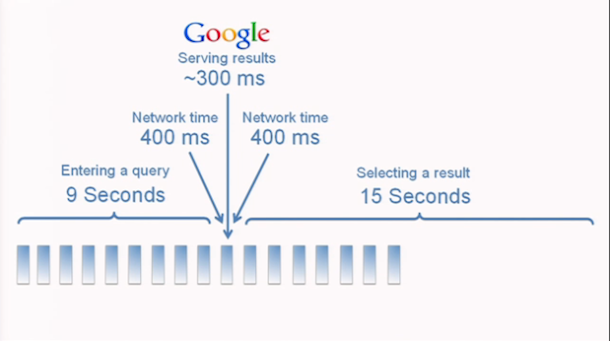 Google
Serving results
~300 ms
Network time
400 ms
Network time
400 ms
Entering a query
9 Seconds
Selecting a result
15 Seconds